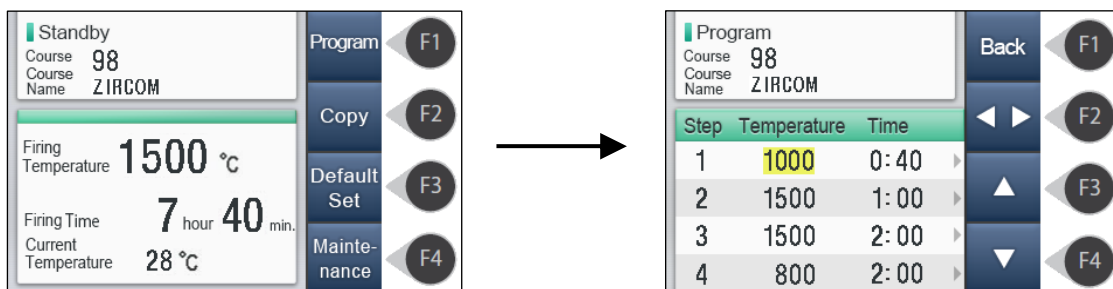 Standby
Course 98
Course Name ZIRCOM
Program F1
Copy F2
Default Set F3
Mainte-nance F4
Firing Temperature 1500 °C
Firing Time 7 hour 40 min.
Current Temperature 28 °C
Program
Course 98
Course Name ZIRCOM
Back F1
◀ ▶ F2
▲ F3
▼ F4
Step Temperature Time
1 1000 0:40
2 1500 1:00
3 1500 2:00
4 800 2:00